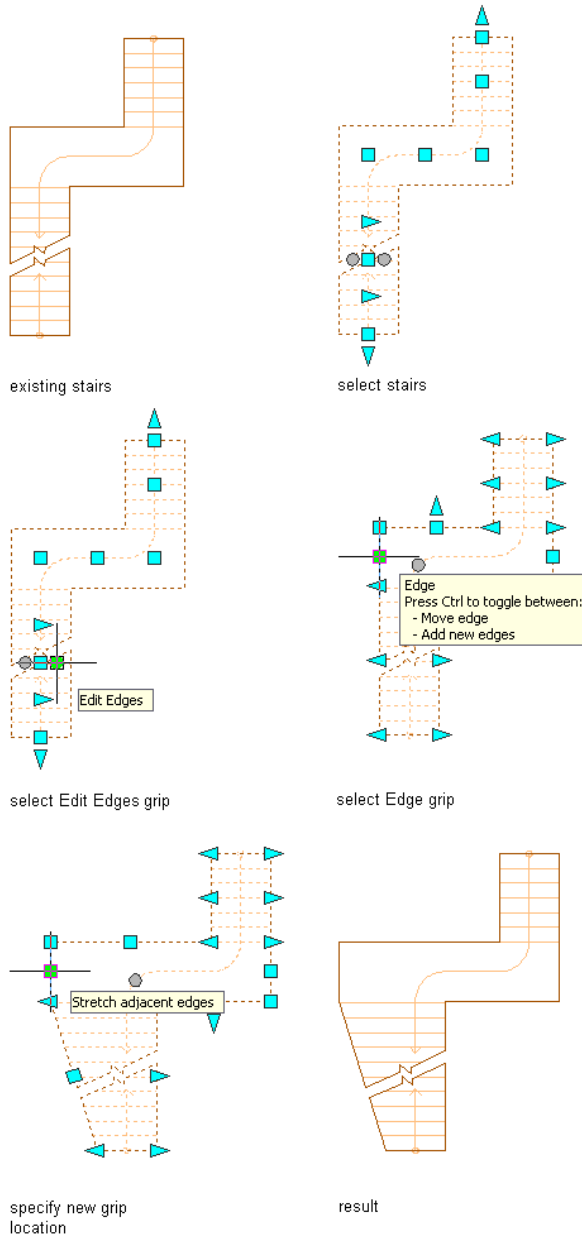 existing stairs
select stairs
Edit Edges
select Edit Edges grip
Edge
Press Ctrl to toggle between:
- Move edge
- Add new edges
select Edge grip
Stretch adjacent edges
specify new grip
location
result